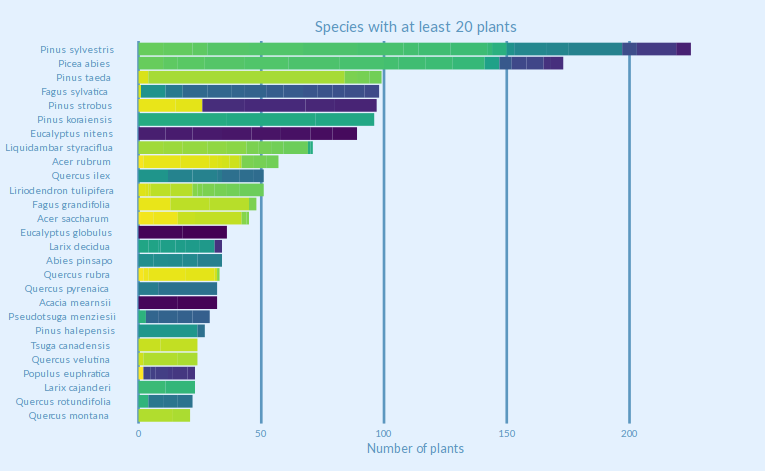 Species with at least 20 plants
Pinus sylvestris
Picea abies
Pinus taeda
Fagus sylvatica
Pinus strobus
Pinus koraiensis
Eucalyptus nitens
Liquidambar styraciflua
Acer rubrum
Quercus ilex
Liriodendron tulipifera
Fagus grandifolia
Acer saccharum
Eucalyptus globulus
Larix decidua
Abies pinsapo
Quercus rubra
Quercus pyrenaica
Acacia mearnsii
Pseudotsuga menziesii
Pinus halepensis
Tsuga canadensis
Quercus velutina
Populus euphratica
Larix cajanderi
Quercus rotundifolia
Quercus montana
0 50 100 150 200
Number of plants